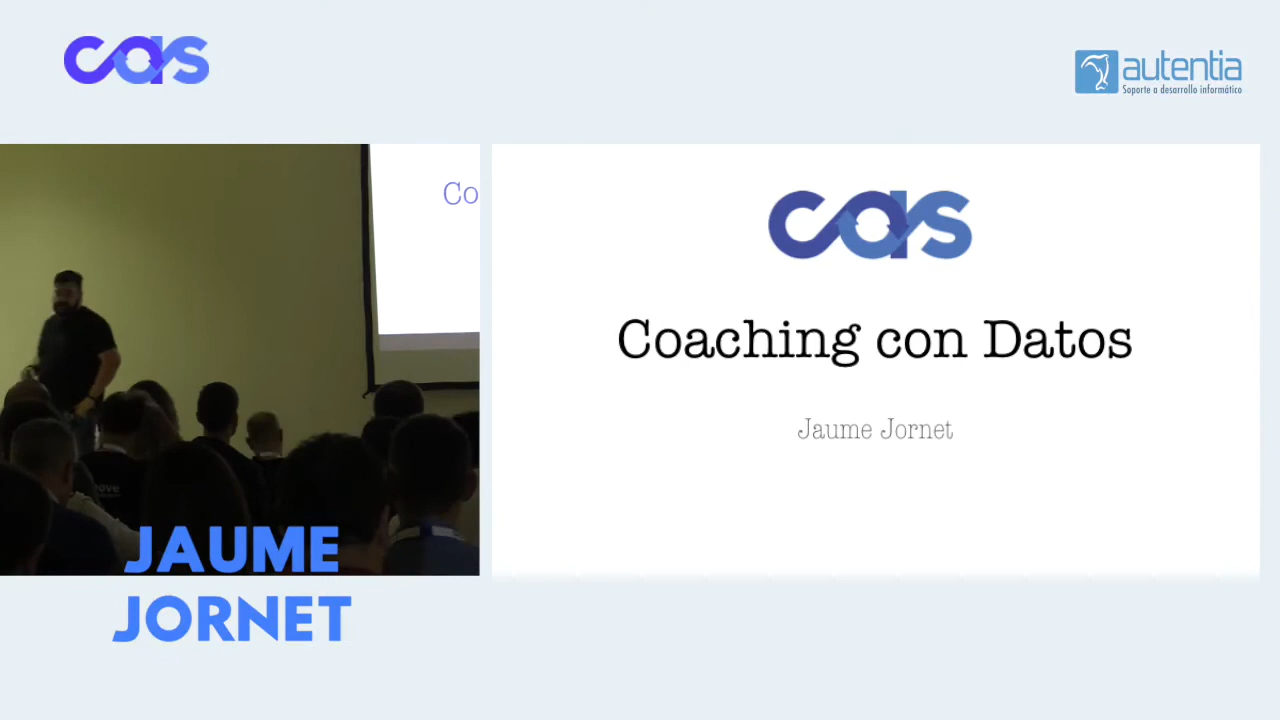 cas
autentia
Soporte a desarrollo informático
Co
cas
Coaching con Datos
Jaume Jornet
JAUME
JORNET